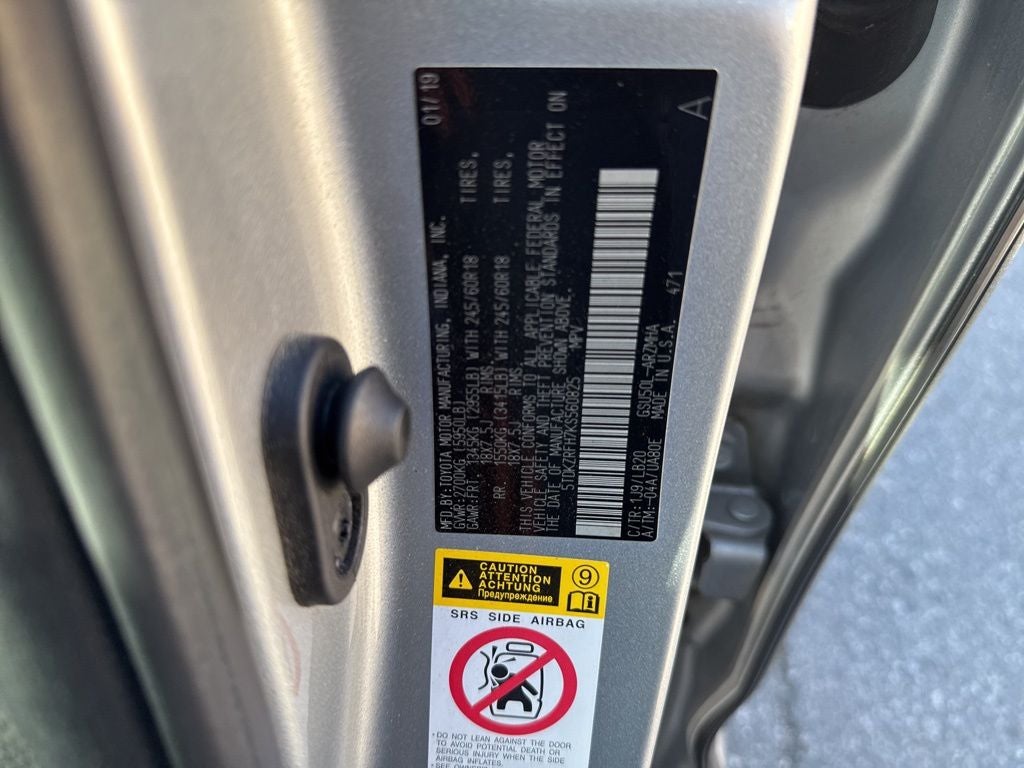 MFD.BY:TOYOTA MOTOR MANUFACTURING, INDIANA, INC. 01/19
GVWR:2700KG (5950LB)
GAWR:FRT 1345KG (2955LB) WITH 245/60R18 TIRES,
18X7.5J RIMS,
RR 1550KG (3415LB) WITH 245/60R18 TIRES,
18X7.5J RIMS,
THIS VEHICLE CONFORMS TO ALL APPLICABLE FEDERAL MOTOR
VEHICLE SAFETY AND THEFT PREVENTION STANDARDS IN EFFECT ON
THE DATE OF MANUFACTURE SHOWN ABOVE.
5TDKZRFH7KS560825 MPV
C/TR:1J9/LB20 GSU50L-ARZMHA 471
A/TM:-04A/UA80E MADE IN U.S.A.
A
CAUTION
ATTENTION
ACHTUNG
Предупреждение
9
SRS SIDE AIRBAG
• DO NOT LEAN AGAINST THE DOOR
TO AVOID POTENTIAL DEATH OR
SERIOUS INJURY WHEN THE SIDE
AIRBAG INFLATES.